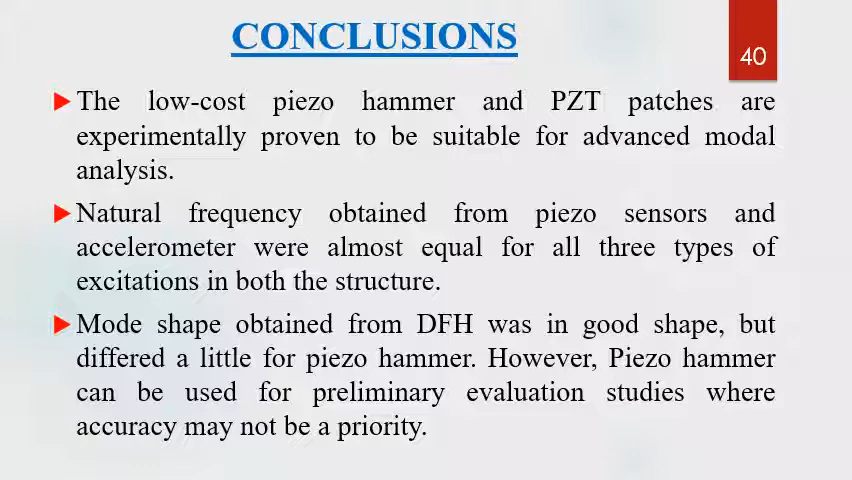 CONCLUSIONS
40
The low-cost piezo hammer and PZT patches are
experimentally proven to be suitable for advanced modal
analysis.
Natural frequency obtained from piezo sensors and
accelerometer were almost equal for all three types of
excitations in both the structure.
Mode shape obtained from DFH was in good shape, but
differed a little for piezo hammer. However, Piezo hammer
can be used for preliminary evaluation studies where
accuracy may not be a priority.